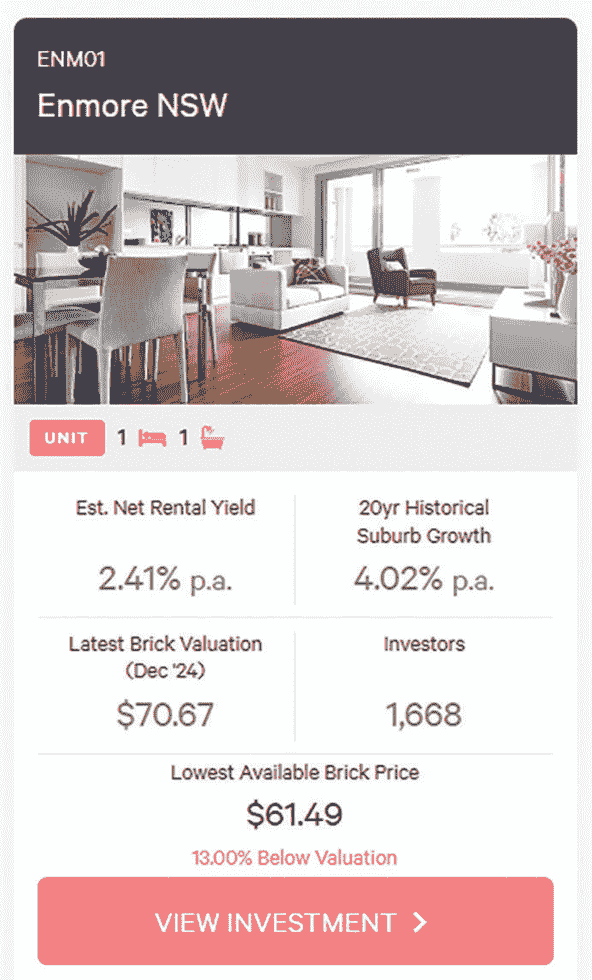 ENM01
Enmore NSW
UNIT 1 1
Est. Net Rental Yield
2.41% p.a.
20yr Historical
Suburb Growth
4.02% p.a.
Latest Brick Valuation
(Dec '24)
$70.67
Investors
1,668
Lowest Available Brick Price
$61.49
13.00% Below Valuation
VIEW INVESTMENT